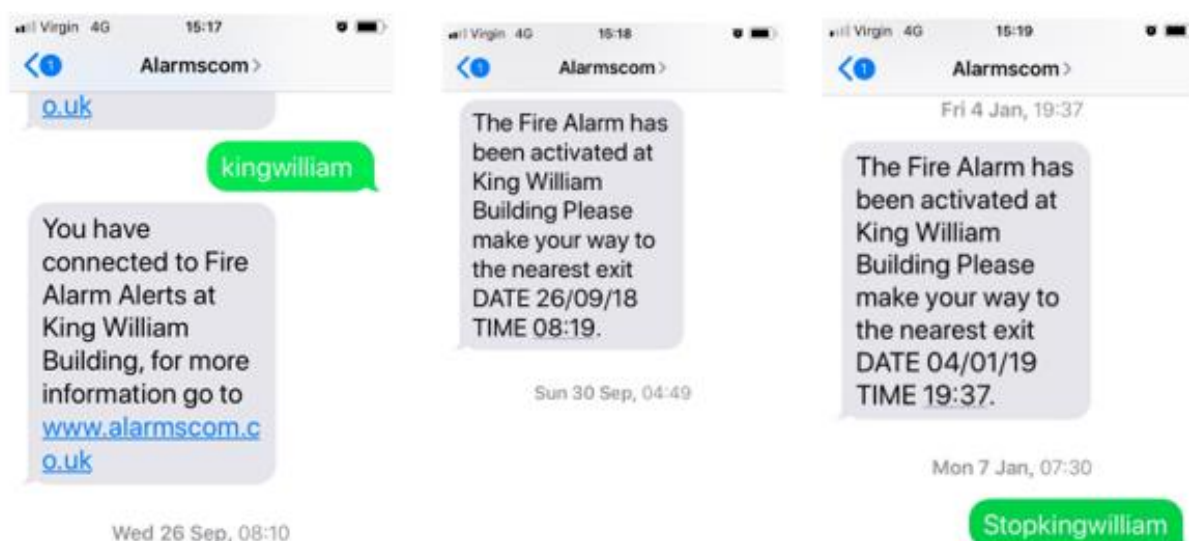 Virgin 4G 15:17
1 Alarmscom >
o.uk
kingwilliam
You have
connected to Fire
Alarm Alerts at
King William
Building, for more
information go to
www.alarmscom.c
o.uk
Wed 26 Sep, 08:10
Virgin 4G 15:18
1 Alarmscom >
The Fire Alarm has
been activated at
King William
Building Please
make your way to
the nearest exit
DATE 26/09/18
TIME 08:19.
Sun 30 Sep, 04:49
Virgin 4G 15:19
1 Alarmscom >
Fri 4 Jan, 19:37
The Fire Alarm has
been activated at
King William
Building Please
make your way to
the nearest exit
DATE 04/01/19
TIME 19:37.
Mon 7 Jan, 07:30
Stopkingwilliam